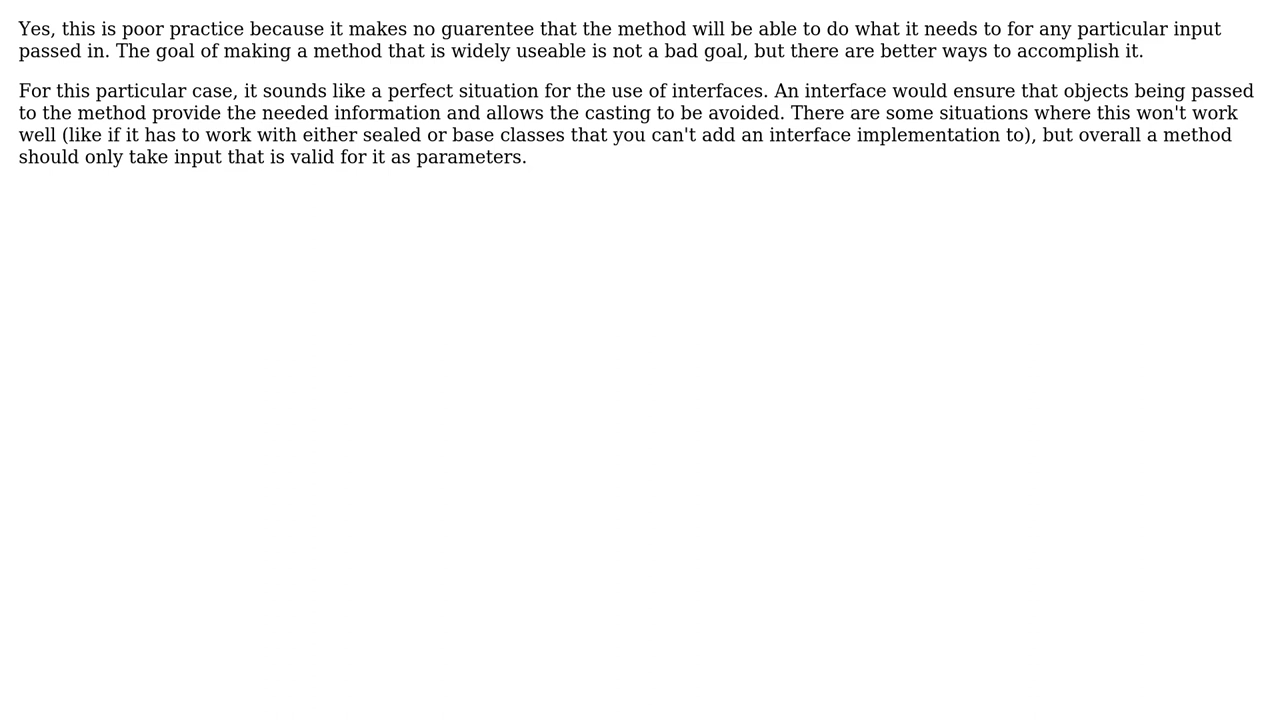 Yes, this is poor practice because it makes no guarentee that the method will be able to do what it needs to for any particular input
passed in. The goal of making a method that is widely useable is not a bad goal, but there are better ways to accomplish it.
For this particular case, it sounds like a perfect situation for the use of interfaces. An interface would ensure that objects being passed
to the method provide the needed information and allows the casting to be avoided. There are some situations where this won't work
well (like if it has to work with either sealed or base classes that you can't add an interface implementation to), but overall a method
should only take input that is valid for it as parameters.